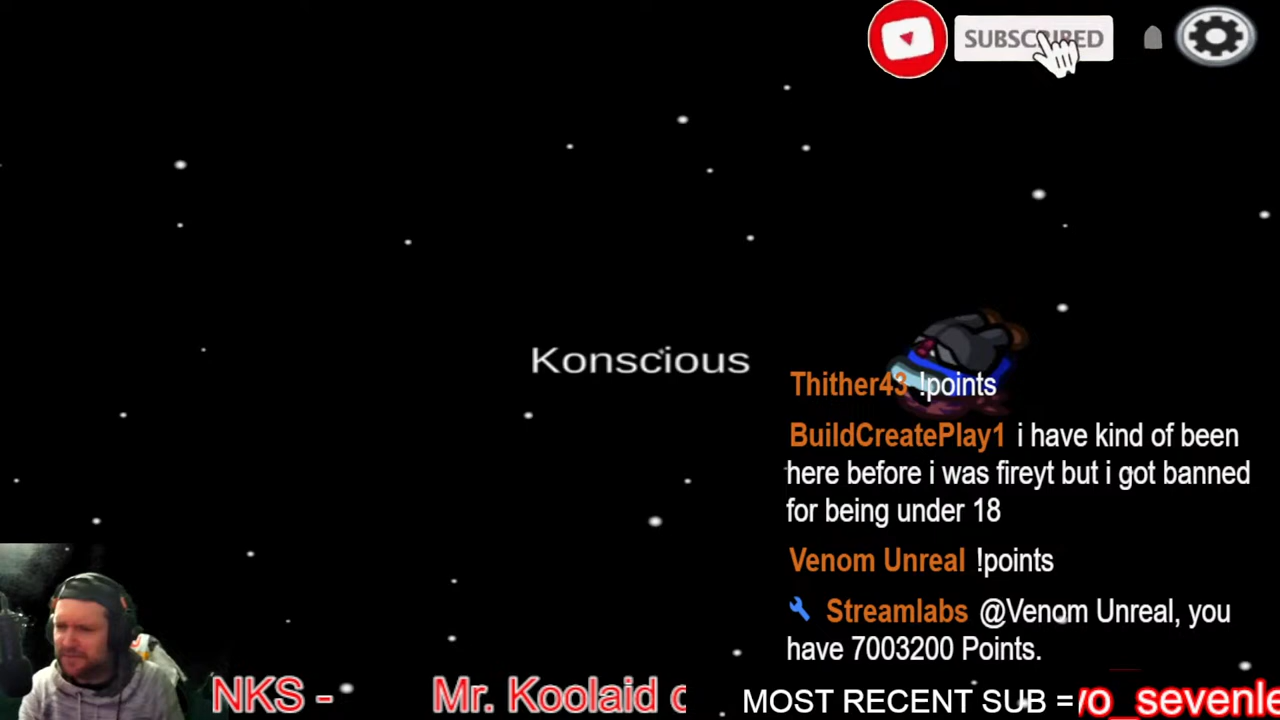 SUBSCRIBED
Konscious
Thither43 !points
BuildCreatePlay1 i have kind of been
here before i was fireyt but i got banned
for being under 18
Venom Unreal !points
Streamlabs @Venom Unreal, you
have 7003200 Points.
NKS - Mr. Koolaid MOST RECENT SUB =